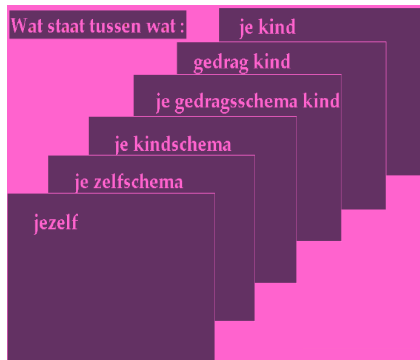 Wat staat tussen wat :
je kind
gedrag kind
je gedragsschema kind
je kindschema
je zelfschema
jezelf